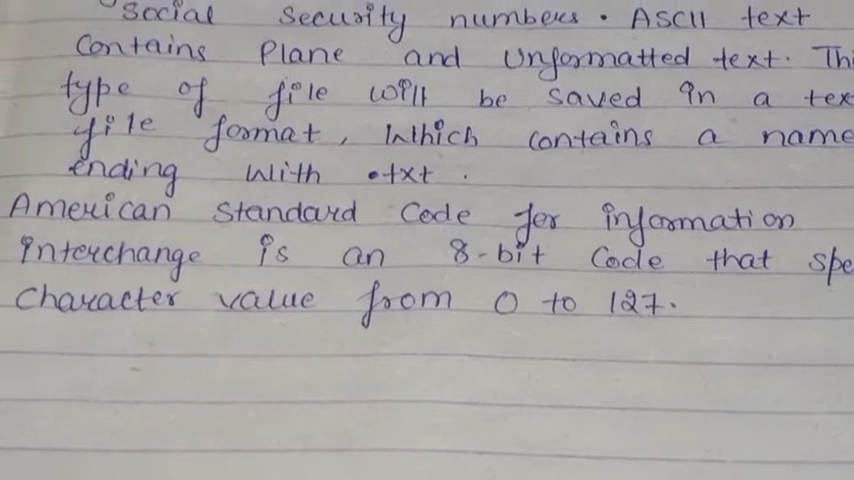 Social Security numbers. ASCII text
Contains Plane and Unformatted text. Thi
type of file will be saved in a tex
file format, Which contains a name
ending with .txt.
American Standard Code for information
interchange is an 8-bit Code that spe
Character value from 0 to 127.